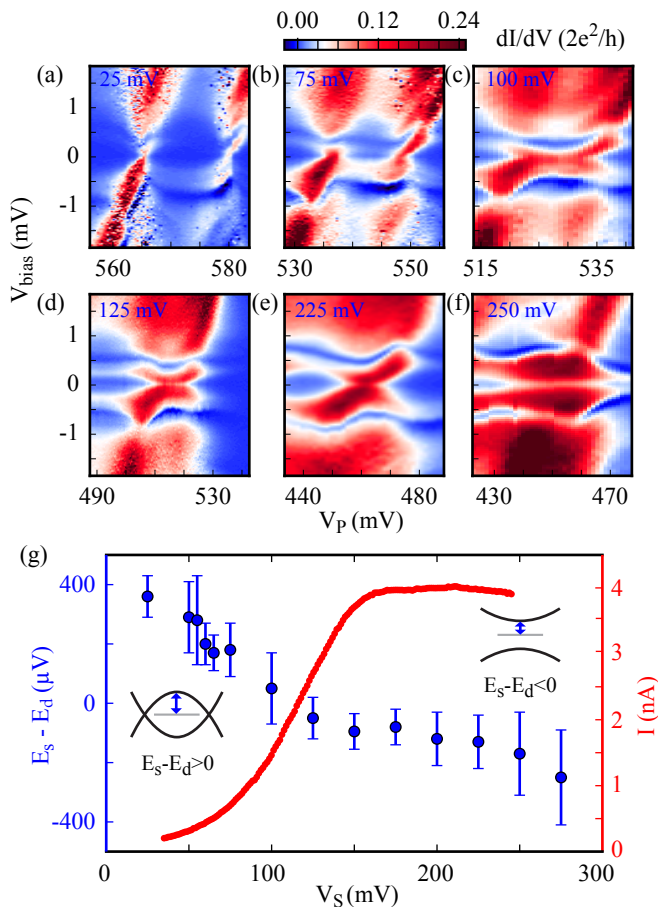 0.00 0.12 0.24 dI/dV (2e²/h)
(a) 25 mV (b) 75 mV (c) 100 mV
1
0
-1
560 580 530 550 515 535
V_bias (mV)
(d) 125 mV (e) 225 mV (f) 250 mV
1
0
-1
490 530 440 480 430 470
V_P (mV)
(g)
400
0
-400
E_s - E_d (μV)
E_s-E_d>0
E_s-E_d<0
4
3
2
1
0
I (nA)
0 100 200 300
V_S (mV)